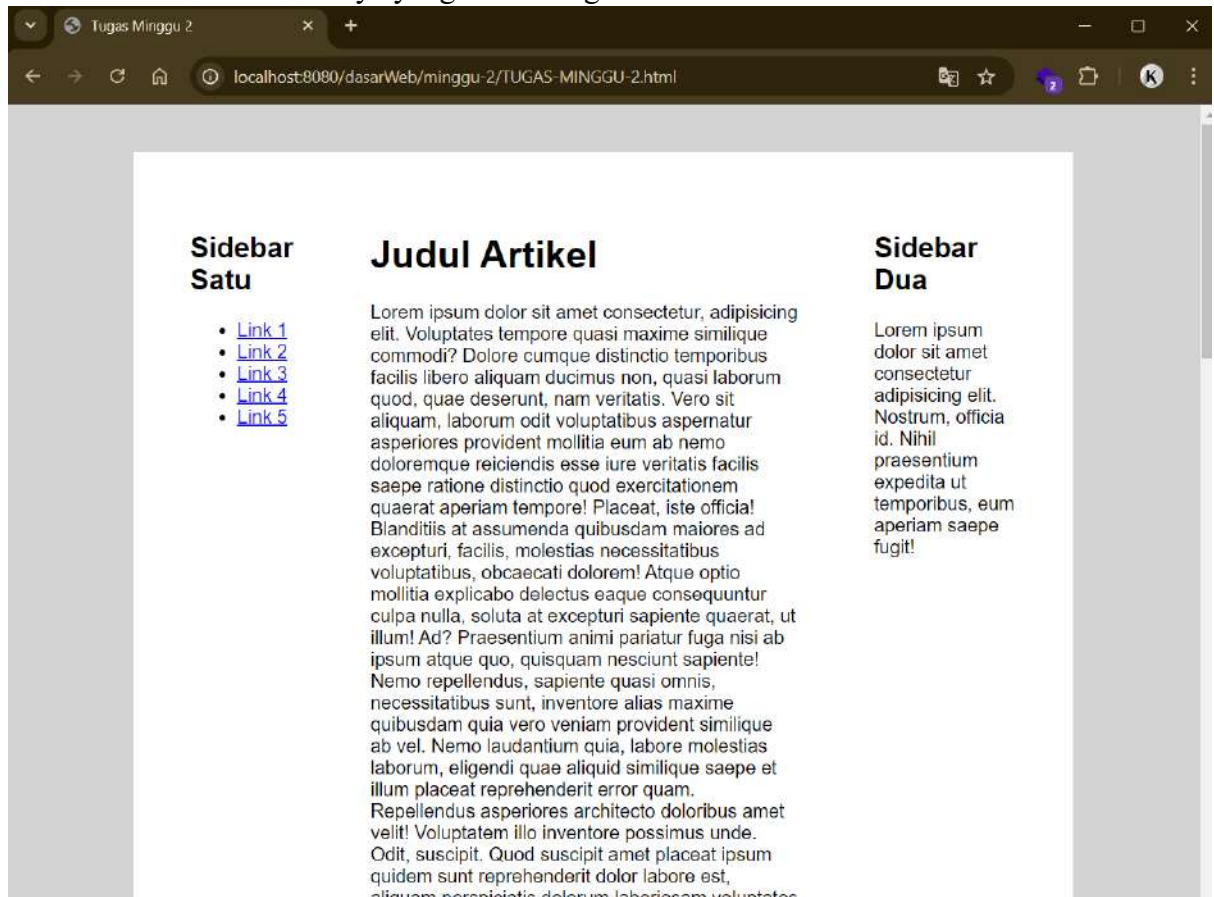 Tugas Minggu 2
localhost:8080/dasarWeb/minggu-2/TUGAS-MINGGU-2.html
2
K
Sidebar
Satu
Link 1
Link 2
Link 3
Link 4
Link 5
Judul Artikel
Lorem ipsum dolor sit amet consectetur, adipisicing
elit. Voluptates tempore quasi maxime similique
commodi? Dolore cumque distinctio temporibus
facilis libero aliquam ducimus non, quasi laborum
quod, quae deserunt, nam veritatis. Vero sit
aliquam, laborum odit voluptatibus aspernatur
asperiores provident mollitia eum ab nemo
doloremque reiciendis esse iure veritatis facilis
saepe ratione distinctio quod exercitationem
quaerat aperiam tempore! Placeat, iste officia!
Blanditiis at assumenda quibusdam maiores ad
excepturi, facilis, molestias necessitatibus
voluptatibus, obcaecati dolorem! Atque optio
mollitia explicabo delectus eaque consequuntur
culpa nulla, soluta at excepturi sapiente quaerat, ut
illum! Ad? Praesentium animi pariatur fuga nisi ab
ipsum atque quo, quisquam nesciunt sapiente!
Nemo repellendus, sapiente quasi omnis,
necessitatibus sunt, inventore alias maxime
quibusdam quia vero veniam provident similique
ab vel. Nemo laudantium quia, labore molestias
laborum, eligendi quae aliquid similique saepe et
illum placeat reprehenderit error quam.
Repellendus asperiores architecto doloribus amet
velit! Voluptatem illo inventore possimus unde.
Odit, suscipit. Quod suscipit amet placeat ipsum
quidem sunt reprehenderit dolor labore est,
Sidebar
Dua
Lorem ipsum
dolor sit amet
consectetur
adipisicing elit.
Nostrum, officia
id. Nihil
praesentium
expedita ut
temporibus, eum
aperiam saepe
fugit!